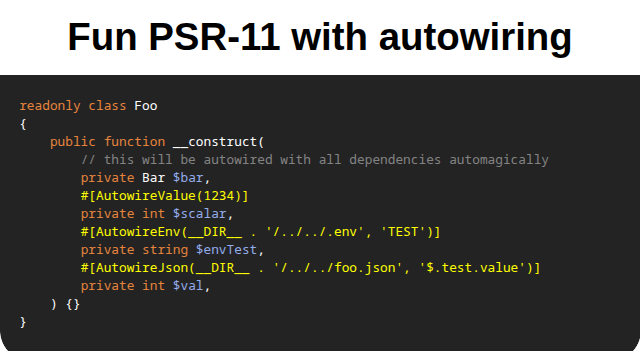 Fun PSR-11 with autowiring
readonly class Foo
{
    public function __construct(
        // this will be autowired with all dependencies automagically
        private Bar $bar,
        #[AutowireValue(1234)]
        private int $scalar,
        #[AutowireEnv(__DIR__ . '/../../.env', 'TEST')]
        private string $envTest,
        #[AutowireJson(__DIR__ . '/../../foo.json', '$.test.value')]
        private int $val,
    ) {}
}